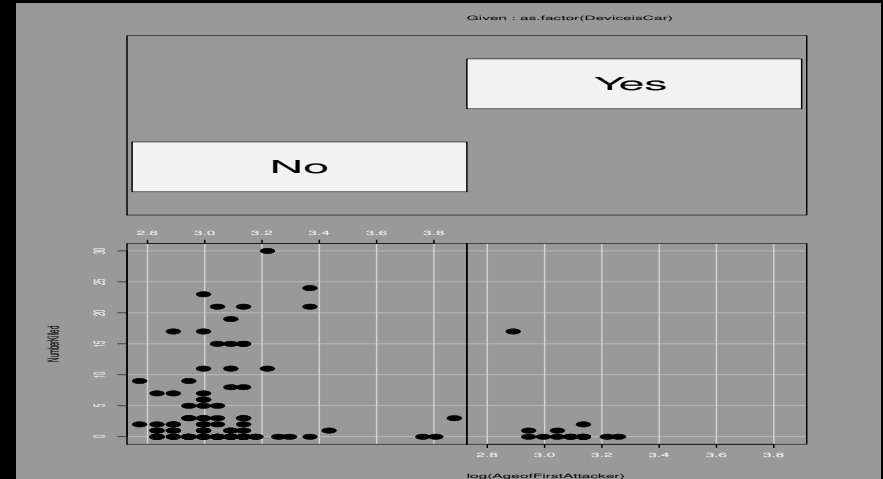 Given : as.factor(DeviceisCar)
Yes
No
2.8 3.0 3.2 3.4 3.6 3.8
30
25
20
15
10
5
0
NumberKilled
2.8 3.0 3.2 3.4 3.6 3.8
log(AgeofFirstAttacker)